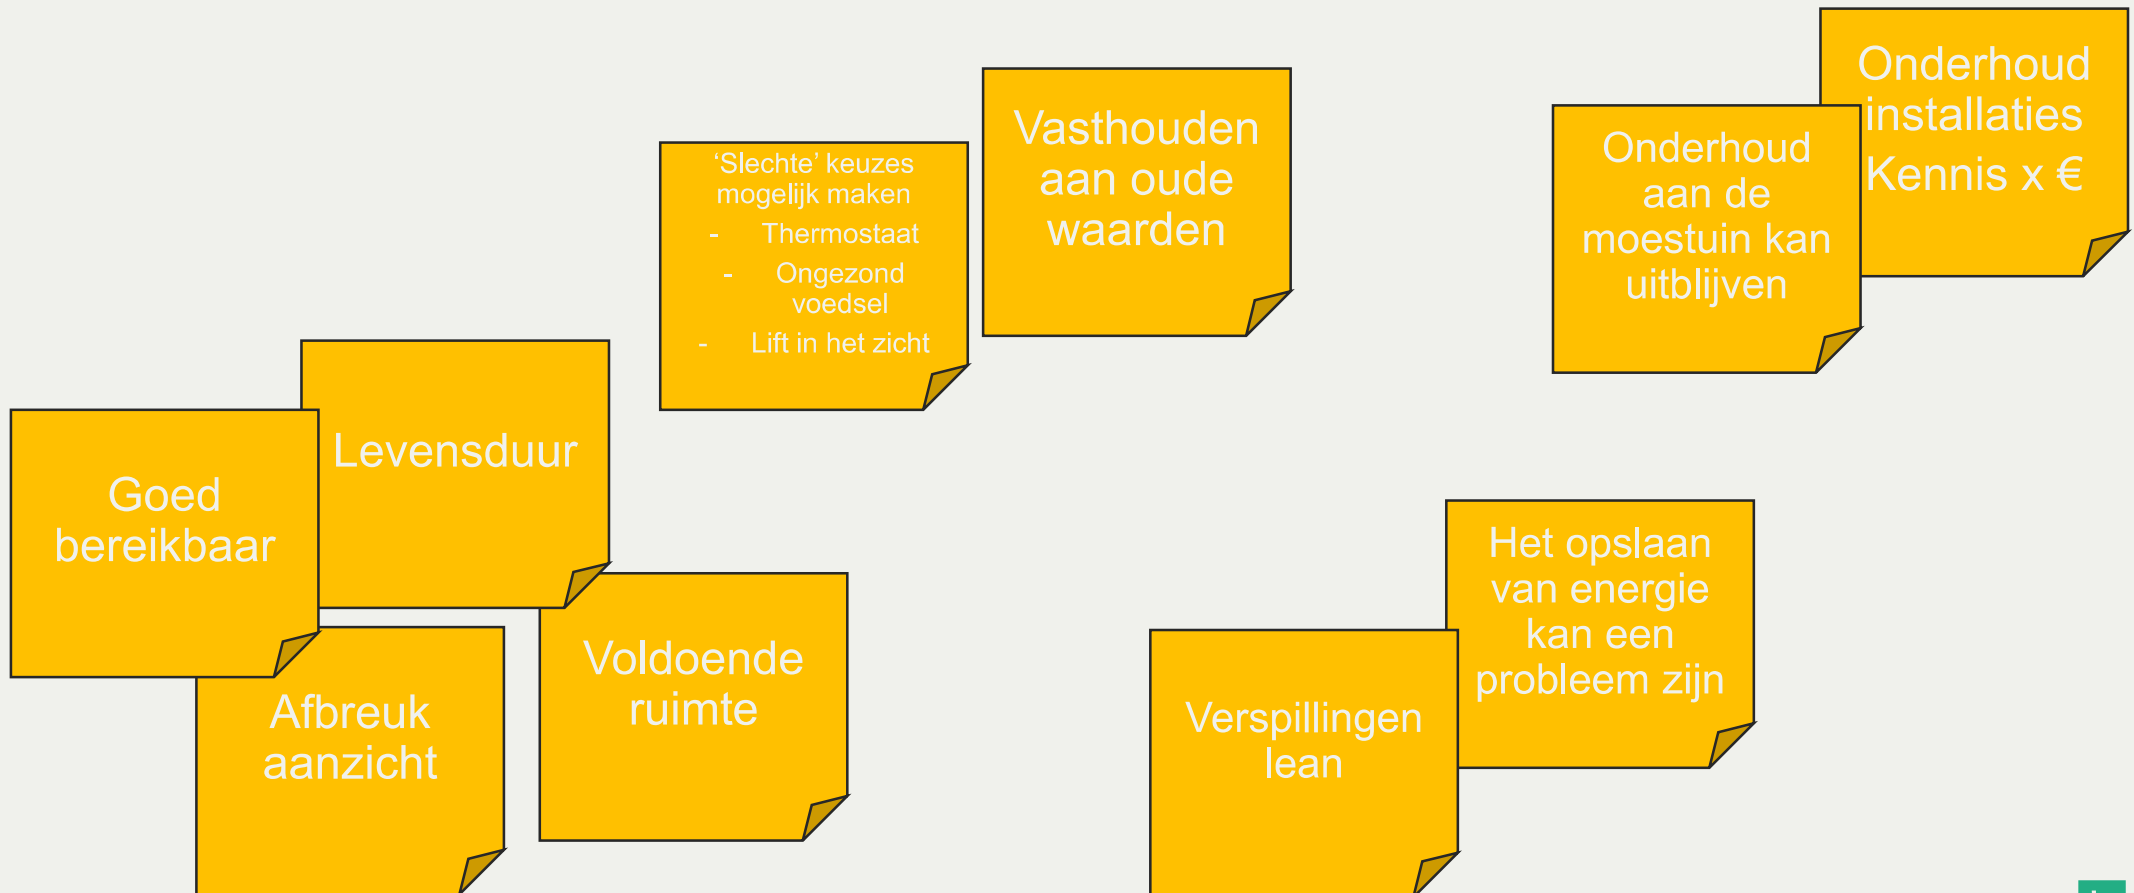 Onderhoud
installaties
Kennis x €
Vasthouden
aan oude
waarden
Onderhoud
aan de
moestuin kan
uitblijven
‘Slechte’ keuzes
mogelijk maken
- Thermostaat
- Ongezond
voedsel
- Lift in het zicht
Levensduur
Goed
bereikbaar
Het opslaan
van energie
kan een
probleem zijn
Voldoende
ruimte
Afbreuk
aanzicht
Verspillingen
lean